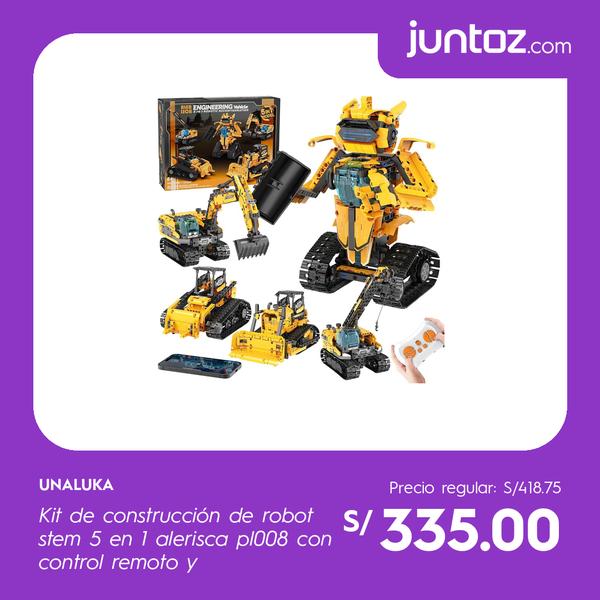 juntoz.com
ENGINEERING Vehicle
UNALUKA
Kit de construcción de robot
stem 5 en 1 alerisca pl008 con
control remoto y
Precio regular: S/418.75
S/ 335.00